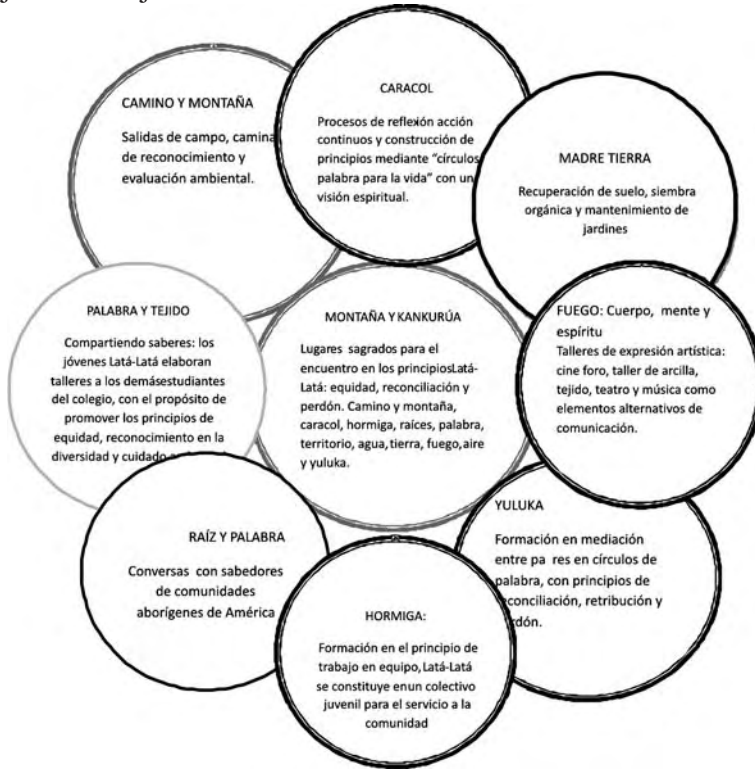 CAMINO Y MONTAÑA
Salidas de campo, camina
de reconocimiento y
evaluación ambiental.
CARACOL
Procesos de reflexión acción
continuos y construcción de
principios mediante "círculos
palabra para la vida" con un
visión espiritual.
MADRE TIERRA
Recuperación de suelo, siembra
orgánica y mantenimiento de
jardines
PALABRA Y TEJIDO
Compartiendo saberes: los
jóvenes Latá-Latá elaboran
talleres a los demásestudiantes
del colegio, con el propósito de
promover los principios de
equidad, reconocimiento en la
diversidad y cuidado
MONTAÑA Y KANKURÚA
Lugares sagrados para el
encuentro en los principiosLatá-
Latá: equidad, reconciliación y
perdón. Camino y montaña,
caracol, hormiga, raíces, palabra,
territorio, agua, tierra, fuego, aire
y yuluka.
FUEGO: Cuerpo, mente y
espíritu
Talleres de expresión artística:
cine foro, taller de arcilla,
tejido, teatro y música como
elementos alternativos de
comunicación.
RAÍZ Y PALABRA
Conversas con sabedores
de comunidades
aborígenes de América
HORMIGA:
Formación en el principio de
trabajo en equipo, Latá-Latá
se constituye enun colectivo
juvenil para el servicio a la
comunidad
YULUKA
Formación en mediación
entre pa res en círculos de
palabra, con principios de
econciliación, retribución y
erdón.